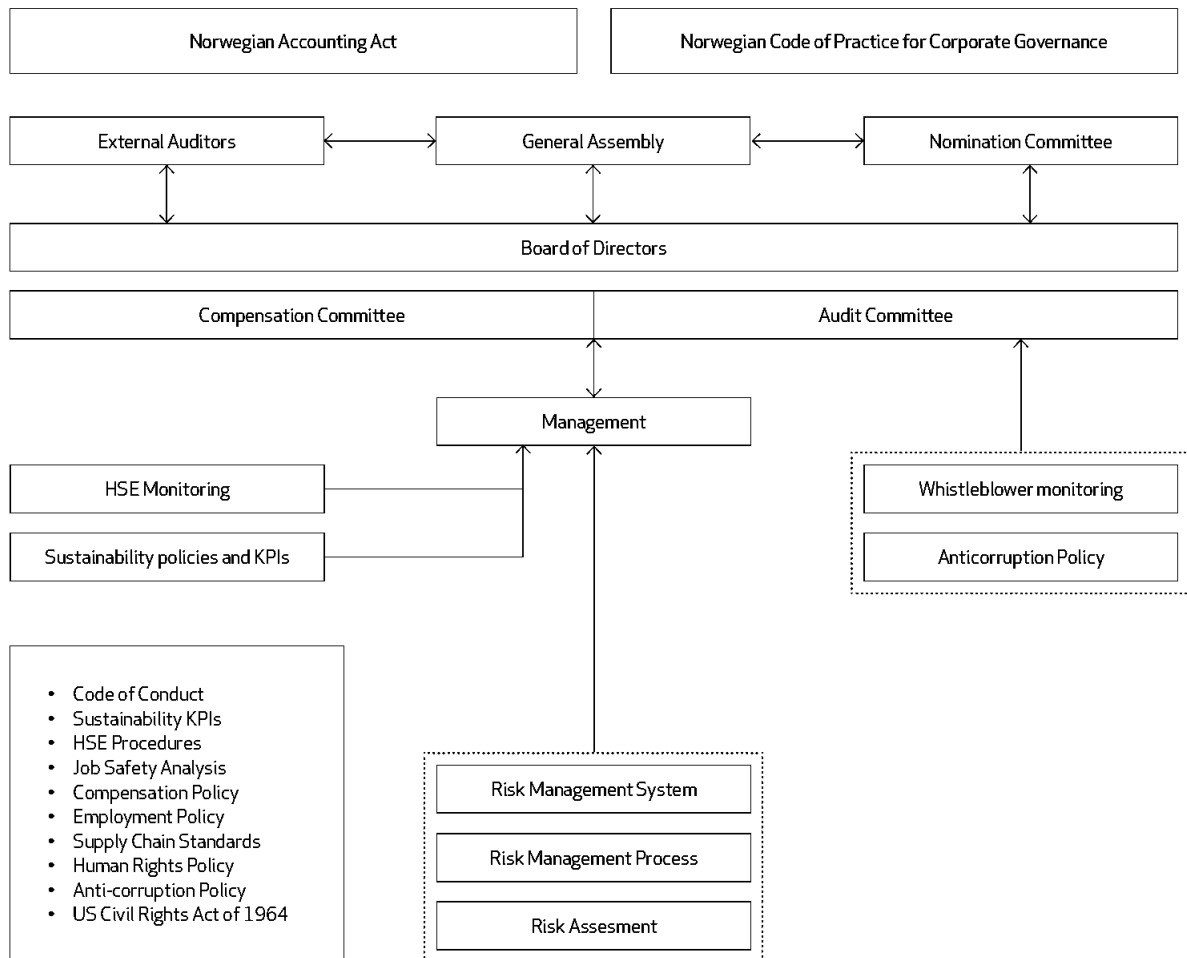 Norwegian Accounting Act
Norwegian Code of Practice for Corporate Governance
External Auditors
General Assembly
Nomination Committee
Board of Directors
Compensation Committee
Audit Committee
Management
HSE Monitoring
Whistleblower monitoring
Sustainability policies and KPIs
Anticorruption Policy
• Code of Conduct
• Sustainability KPIs
• HSE Procedures
• Job Safety Analysis
• Compensation Policy
• Employment Policy
• Supply Chain Standards
• Human Rights Policy
• Anti-corruption Policy
• US Civil Rights Act of 1964
Risk Management System
Risk Management Process
Risk Assesment